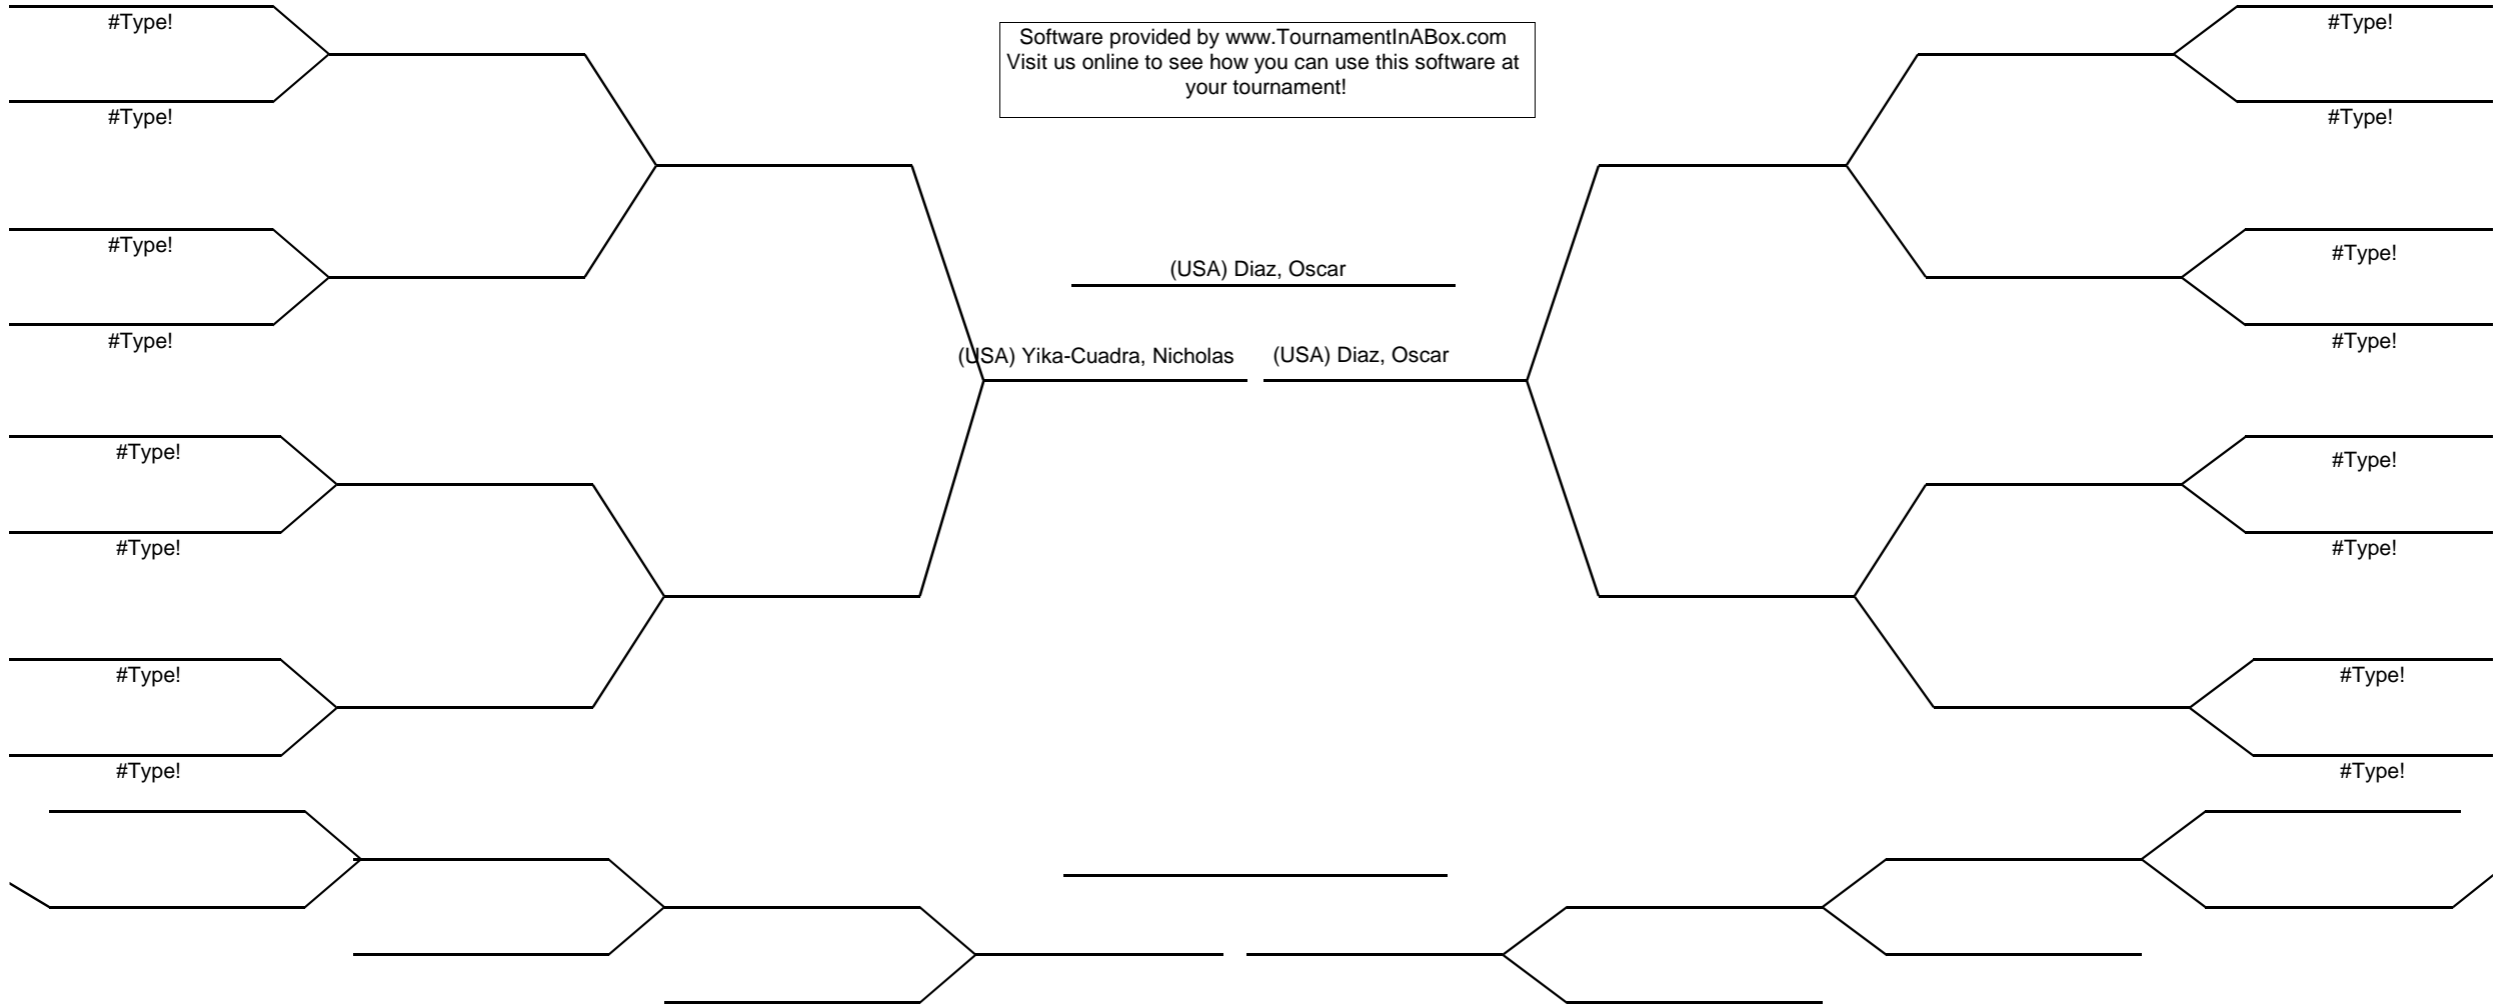 #Type!
Software provided by www.TournamentInABox.com
Visit us online to see how you can use this software at
your tournament!
#Type!
#Type!
#Type!
#Type!
#Type!
(USA) Diaz, Oscar
#Type!
#Type!
#Type!
(USA) Yika-Cuadra, Nicholas
(USA) Diaz, Oscar
#Type!
#Type!
#Type!
#Type!
#Type!
#Type!
#Type!
#Type!